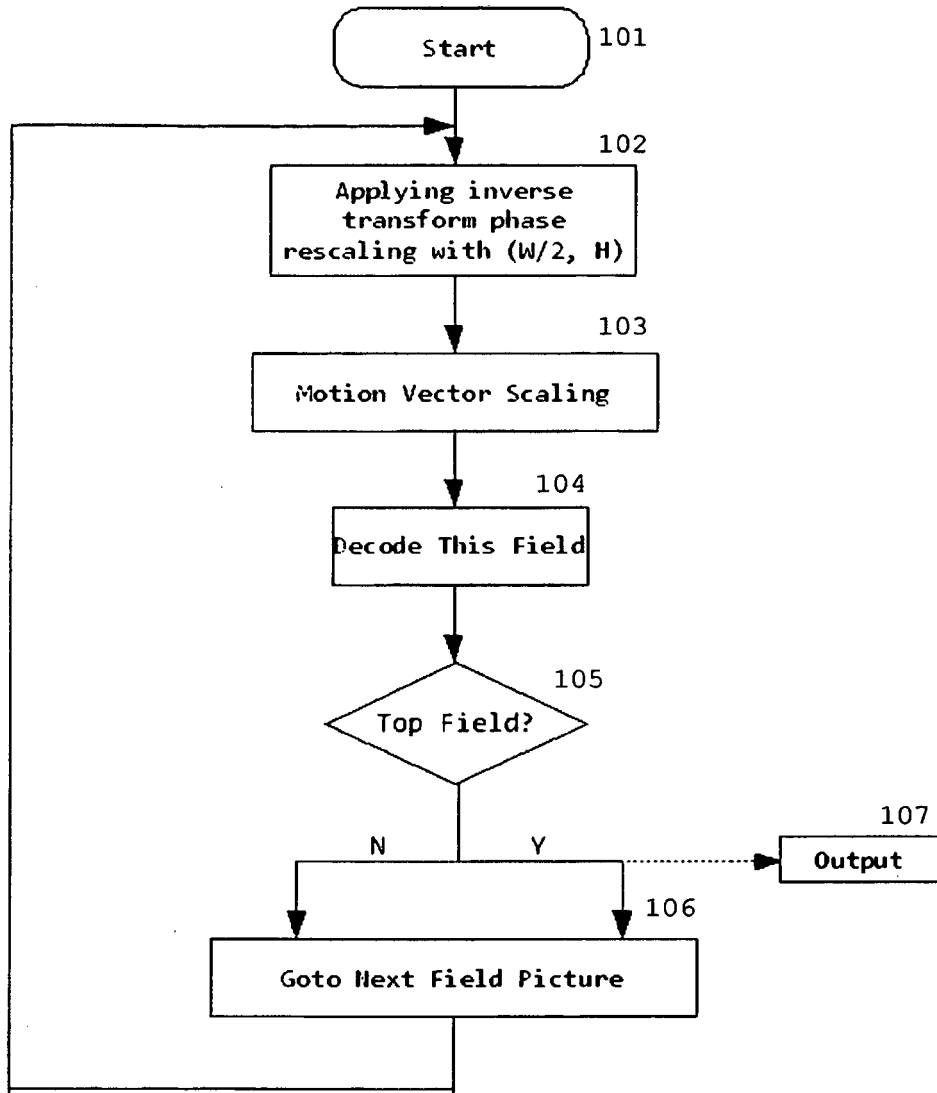 Start
101
102
Applying inverse
transform phase
rescaling with (W/2, H)
103
Motion Vector Scaling
104
Decode This Field
105
Top Field?
N
Y
107
Output
106
Goto Next Field Picture